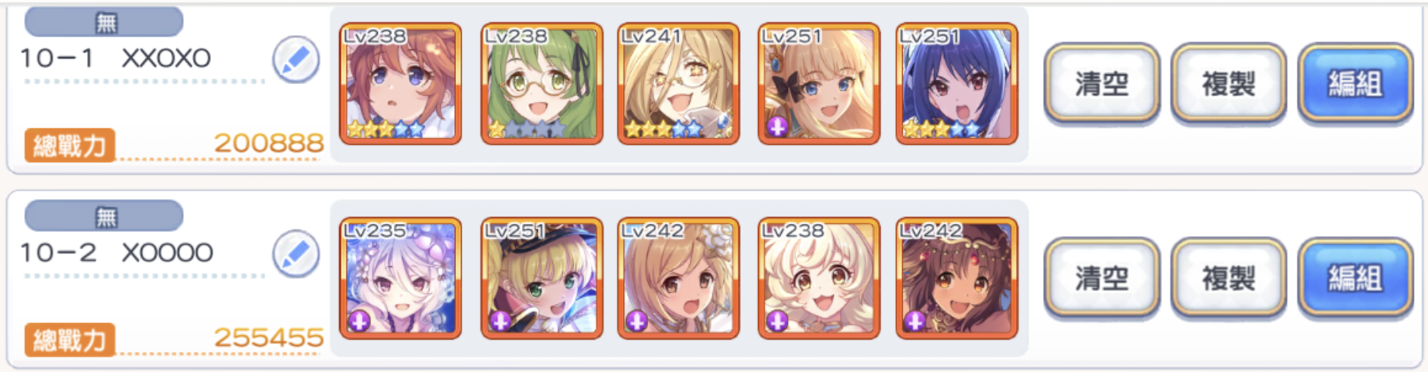 無
10-1 XXOXO
總戰力 200888
Lv238 Lv238 Lv241 Lv251 Lv251
清空 複製 編組
無
10-2 XOOOO
總戰力 255455
Lv235 Lv251 Lv242 Lv238 Lv242
清空 複製 編組